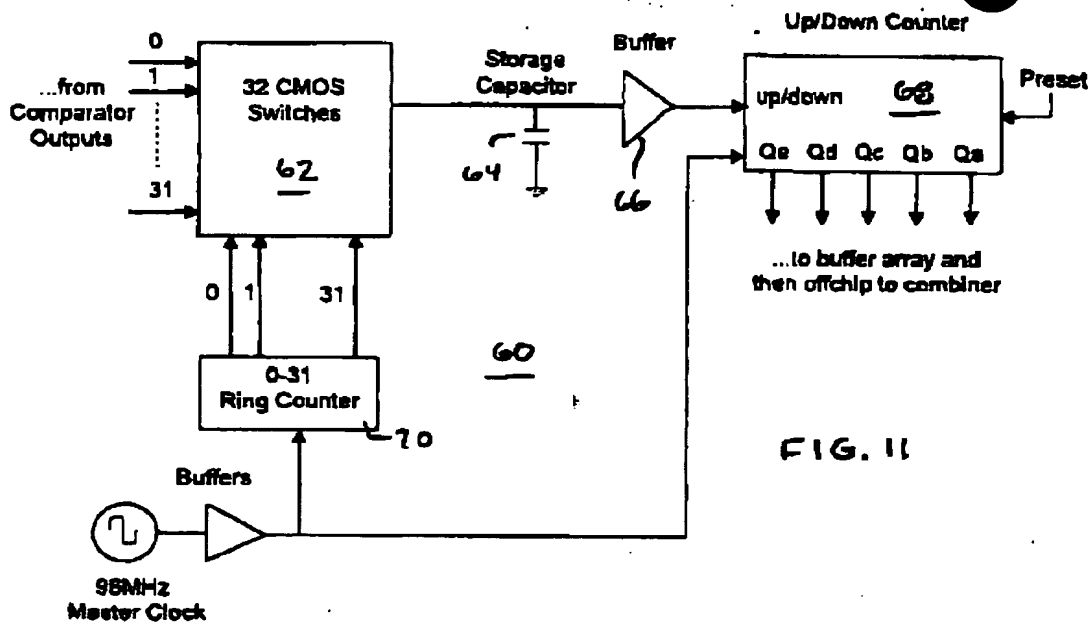 Up/Down Counter
0
1
31
...from
Comparator
Outputs
32 CMOS
Switches
62
Storage
Capacitor
64
Buffer
66
up/down
68
Qe Qd Qc Qb Qa
Preset
...to buffer array and
then offchip to combiner
0 1 31
0-31
Ring Counter
70
60
FIG. 11
Buffers
98MHz
Master Clock